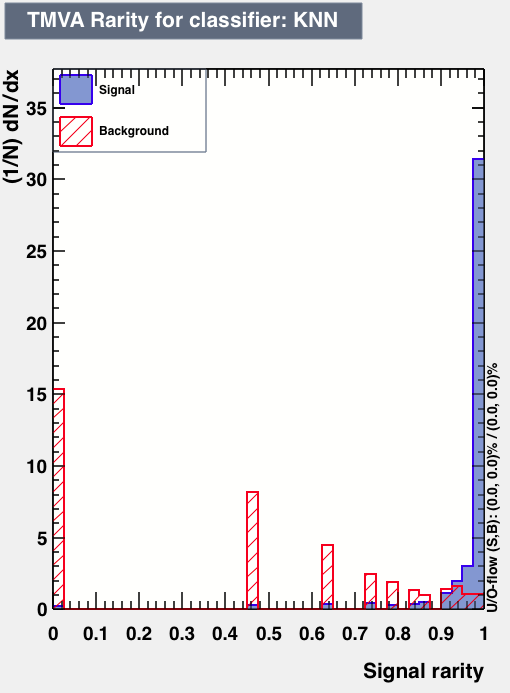 TMVA Rarity for classifier: KNN
(1/N) dN/dx
Signal
Background
35
30
25
20
15
10
5
0
0 0.1 0.2 0.3 0.4 0.5 0.6 0.7 0.8 0.9 1
Signal rarity
U/O-flow (S,B): (0.0, 0.0)% / (0.0, 0.0)%